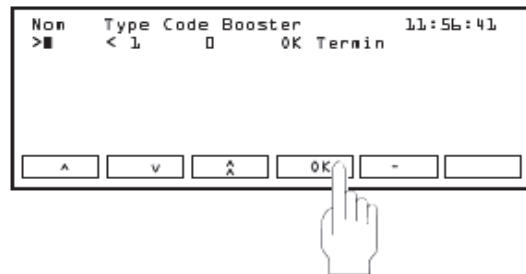 Nom Type Code Booster 11:56:41
>█ < 1 0 OK Termin
^ v ^^ OK -